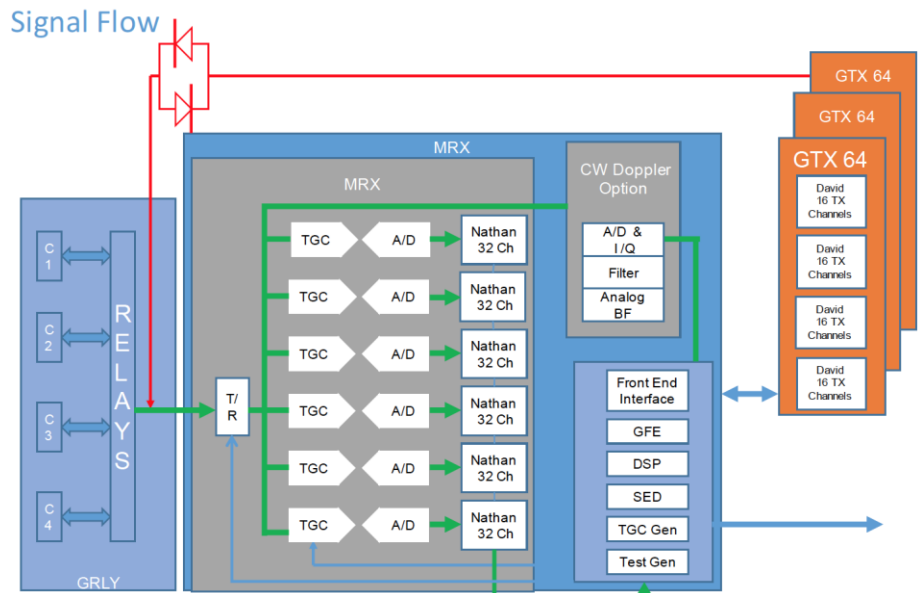 Signal Flow
GTX 64
GTX 64
GTX 64
David
16 TX
Channels
David
16 TX
Channels
David
16 TX
Channels
David
16 TX
Channels
MRX
MRX
CW Doppler
Option
A/D &
I/Q
Filter
Analog
BF
TGC
A/D
Nathan
32 Ch
TGC
A/D
Nathan
32 Ch
TGC
A/D
Nathan
32 Ch
TGC
A/D
Nathan
32 Ch
TGC
A/D
Nathan
32 Ch
TGC
A/D
Nathan
32 Ch
T/
R
C
1
C
2
C
3
C
4
R
E
L
A
Y
S
GRLY
Front End
Interface
GFE
DSP
SED
TGC Gen
Test Gen